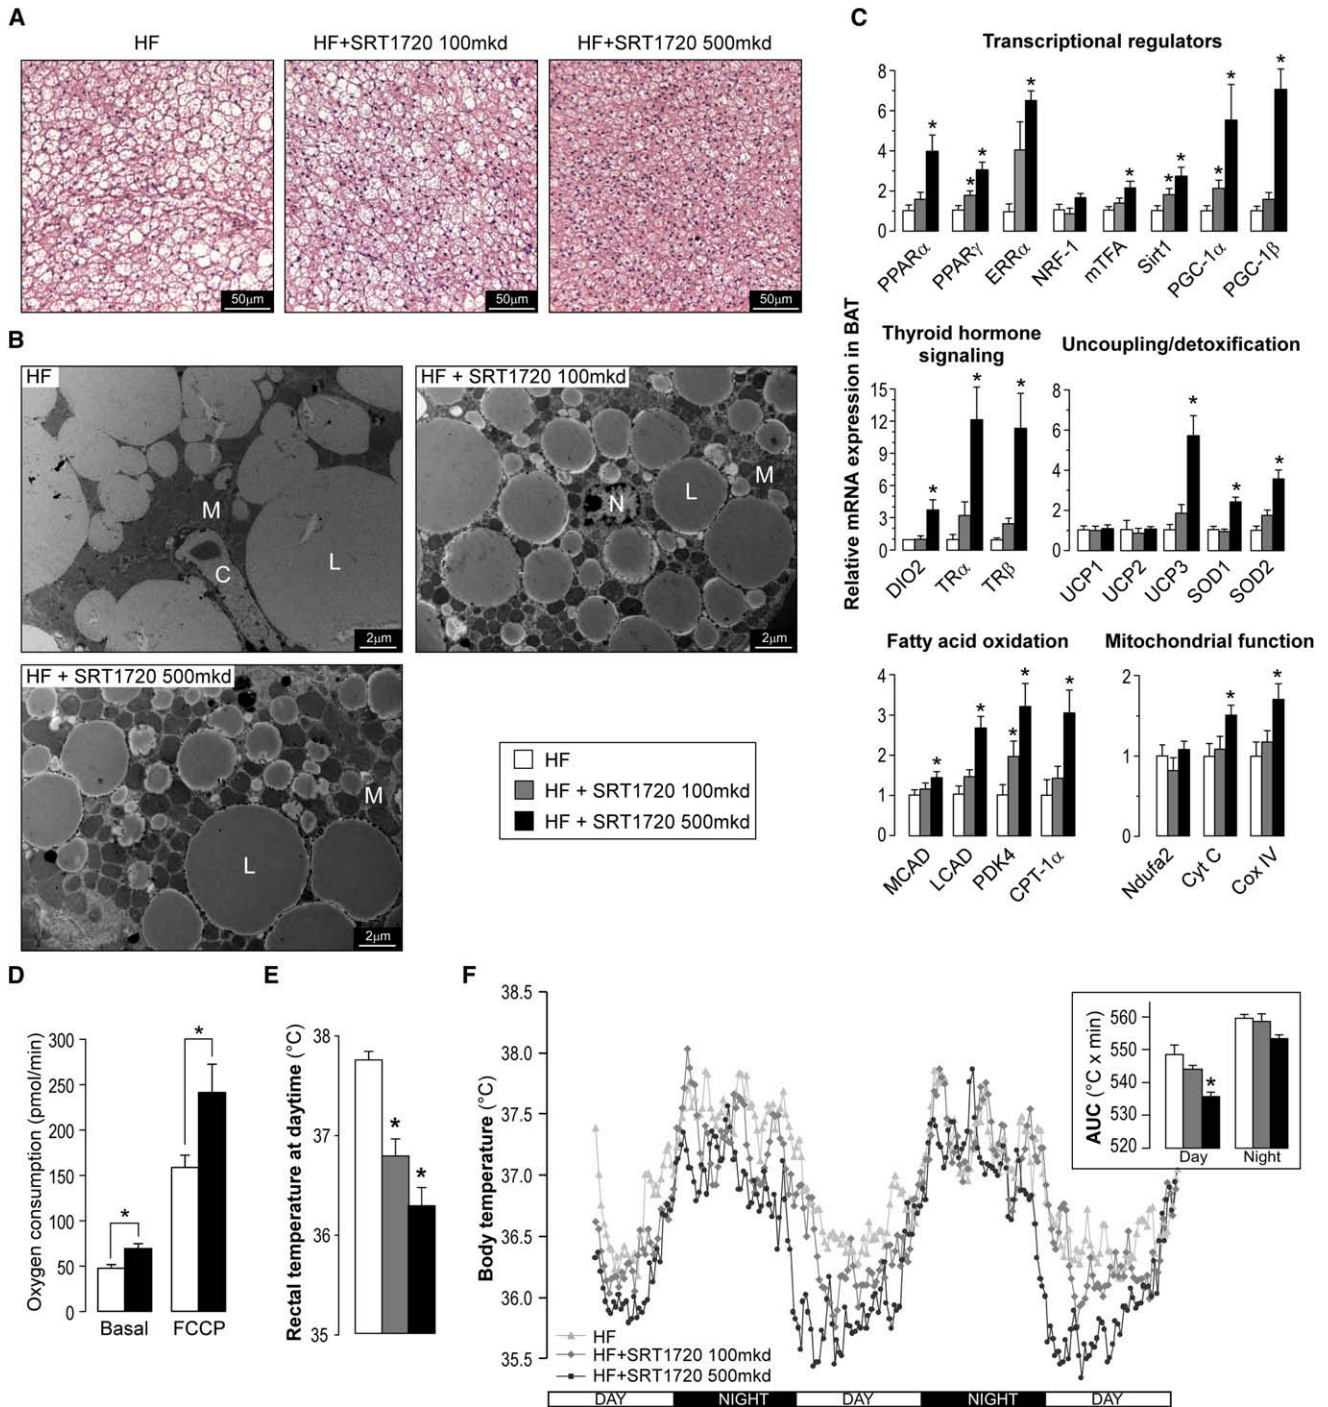 A
HF
HF+SRT1720 100mkd
HF+SRT1720 500mkd
50μm
50μm
50μm
B
HF
M
C
L
2μm
HF + SRT1720 100mkd
N
L
M
2μm
HF + SRT1720 500mkd
M
L
2μm
HF
HF + SRT1720 100mkd
HF + SRT1720 500mkd
C
Relative mRNA expression in BAT
Transcriptional regulators
8
6
4
2
0
* * * * * * * * * *
PPARα PPARγ ERRα NRF-1 mTFA Sirt1 PGC-1α PGC-1β
Thyroid hormone
signaling
15
12
9
6
3
0
* * *
DIO2 TRα TRβ
Uncoupling/detoxification
8
6
4
2
0
* * *
UCP1 UCP2 UCP3 SOD1 SOD2
Fatty acid oxidation
4
3
2
1
0
* * * * *
MCAD LCAD PDK4 CPT-1α
Mitochondrial function
2
1
0
* *
Ndufa2 Cyt C Cox IV
D
Oxygen consumption (pmol/min)
300
250
200
150
100
50
0
* *
Basal FCCP
E
Rectal temperature at daytime (°C)
38
37
36
35
* *
F
Body temperature (°C)
38.5
38.0
37.5
37.0
36.5
36.0
35.5
HF
HF+SRT1720 100mkd
HF+SRT1720 500mkd
DAY NIGHT DAY NIGHT DAY
AUC (°C x min)
560
550
540
530
520
*
Day Night